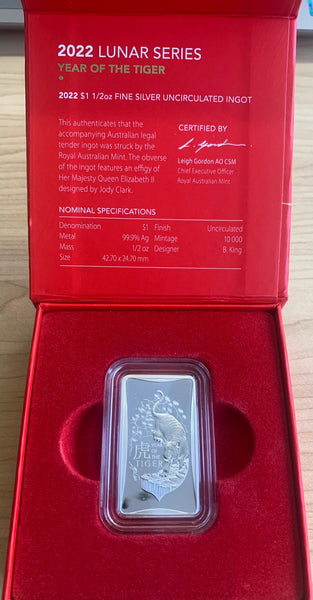 2022 LUNAR SERIES
YEAR OF THE TIGER
2022 $1 1/2oz FINE SILVER UNCIRCULATED INGOT
This authenticates that the
accompanying Australian legal
tender ingot was struck by the
Royal Australian Mint. The obverse
of the ingot features an effigy of
Her Majesty Queen Elizabeth II
designed by Jody Clark.
CERTIFIED BY
Leigh Gordon AO CSM
Chief Executive Officer
Royal Australian Mint
NOMINAL SPECIFICATIONS
Denomination $1 Finish Uncirculated
Metal 99.9% Ag Mintage 10 000
Mass 1/2 oz Designer B. King
Size 42.70 x 24.70 mm
虎 YEAR
OF
THE
TIGER